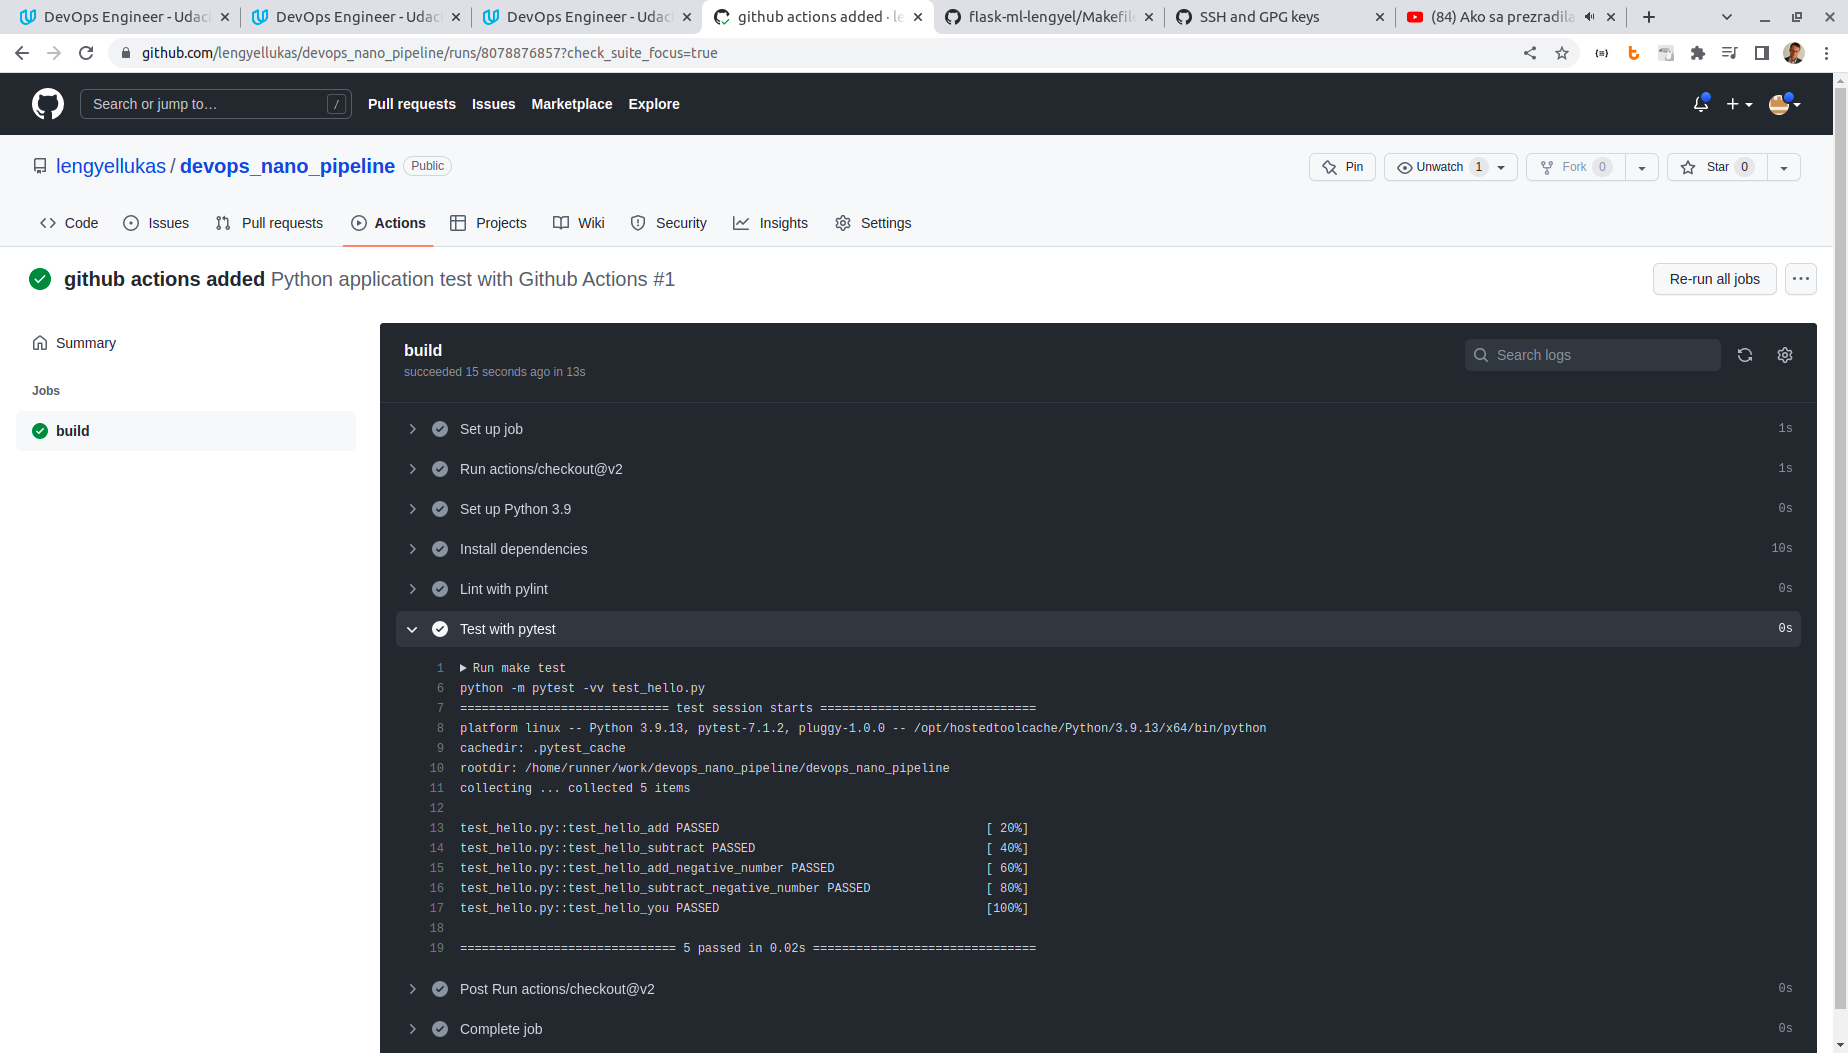 DevOps Engineer - Udaci
DevOps Engineer - Udaci
DevOps Engineer - Udaci
github actions added · le
flask-ml-lengyel/Makefile
SSH and GPG keys
(84) Ako sa prezradila
github.com/lengyellukas/devops_nano_pipeline/runs/8078876857?check_suite_focus=true
Search or jump to…
/
Pull requests
Issues
Marketplace
Explore
lengyellukas / devops_nano_pipeline
Public
Pin
Unwatch 1
Fork 0
Star 0
Code
Issues
Pull requests
Actions
Projects
Wiki
Security
Insights
Settings
github actions added Python application test with Github Actions #1
Re-run all jobs
Summary
Jobs
build
build
succeeded 15 seconds ago in 13s
Search logs
Set up job 1s
Run actions/checkout@v2 1s
Set up Python 3.9 0s
Install dependencies 10s
Lint with pylint 0s
Test with pytest 0s
1 Run make test
6 python -m pytest -vv test_hello.py
7 ============================= test session starts ==============================
8 platform linux -- Python 3.9.13, pytest-7.1.2, pluggy-1.0.0 -- /opt/hostedtoolcache/Python/3.9.13/x64/bin/python
9 cachedir: .pytest_cache
10 rootdir: /home/runner/work/devops_nano_pipeline/devops_nano_pipeline
11 collecting ... collected 5 items
12
13 test_hello.py::test_hello_add PASSED [ 20%]
14 test_hello.py::test_hello_subtract PASSED [ 40%]
15 test_hello.py::test_hello_add_negative_number PASSED [ 60%]
16 test_hello.py::test_hello_subtract_negative_number PASSED [ 80%]
17 test_hello.py::test_hello_you PASSED [100%]
18
19 ============================== 5 passed in 0.02s ===============================
Post Run actions/checkout@v2 0s
Complete job 0s